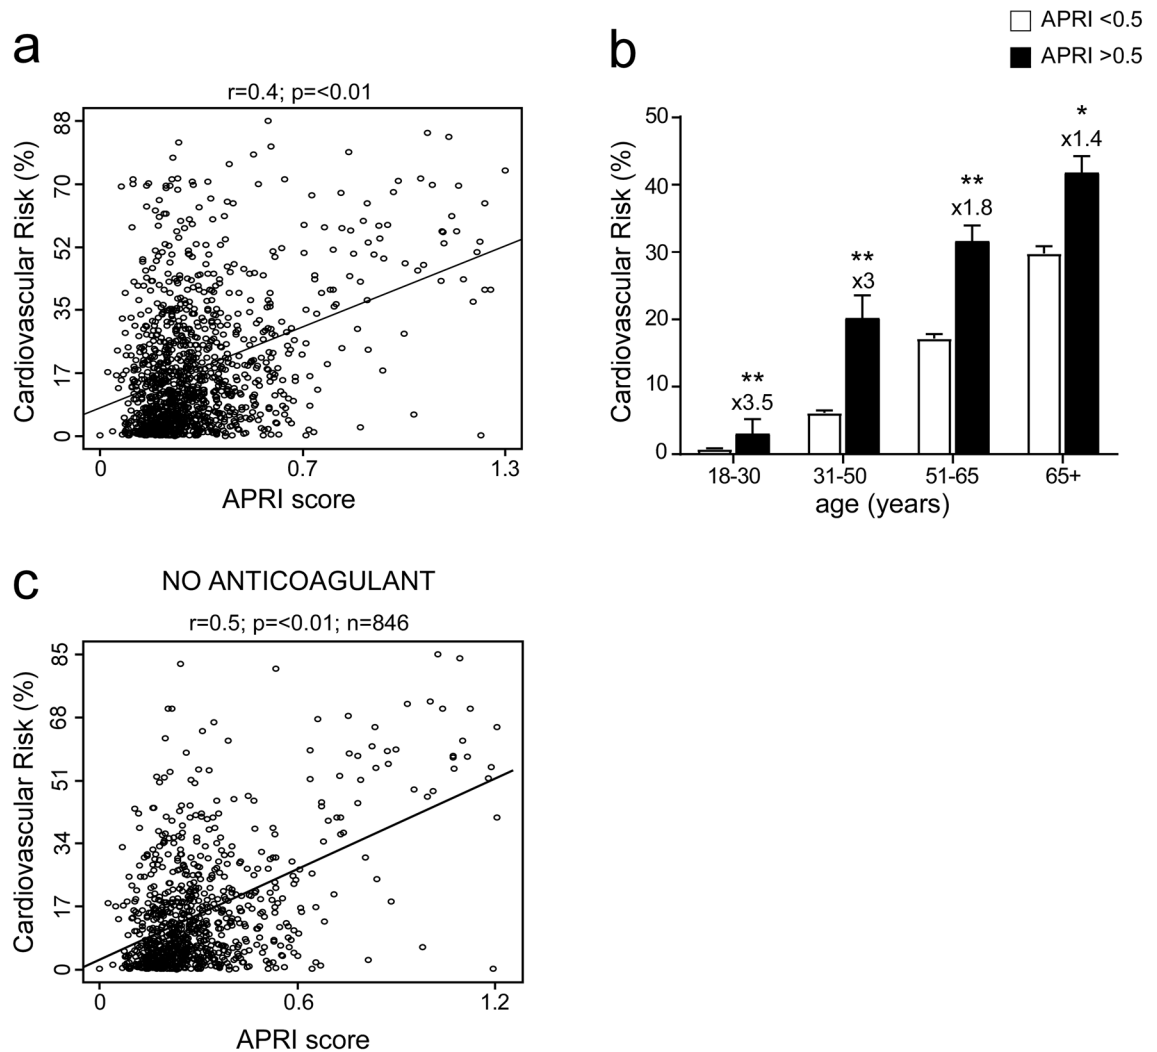 a
r=0.4; p=<0.01
Cardiovascular Risk (%)
88
70
52
35
17
0
0 0.7 1.3
APRI score
b
APRI <0.5
APRI >0.5
Cardiovascular Risk (%)
50
40
30
20
10
0
**
x3.5
**
x3
**
x1.8
*
x1.4
18-30 31-50 51-65 65+
age (years)
c
NO ANTICOAGULANT
r=0.5; p=<0.01; n=846
Cardiovascular Risk (%)
85
68
51
34
17
0
0 0.6 1.2
APRI score